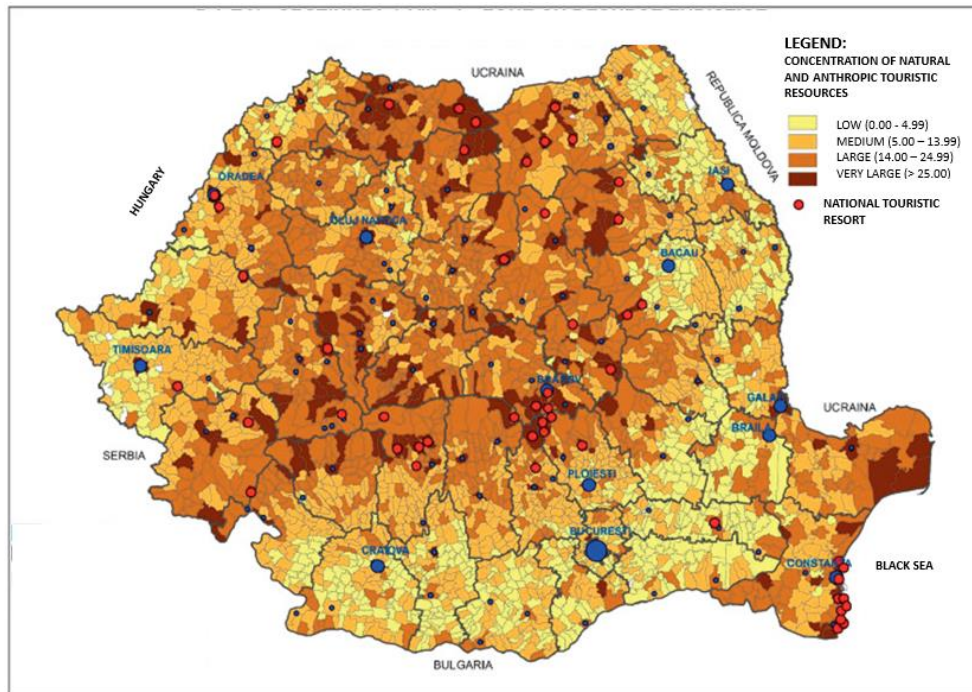 LEGEND:
CONCENTRATION OF NATURAL
AND ANTHROPIC TOURISTIC
RESOURCES
LOW (0.00 - 4.99)
MEDIUM (5.00 – 13.99)
LARGE (14.00 – 24.99)
VERY LARGE (> 25.00)
NATIONAL TOURISTIC
RESORT
UCRAINA
REPUBLICA MOLDOVA
HUNGARY
ORADEA
IASI
CLUJ NAPOCA
BACAU
TIMISOARA
BRASOV
GALATI
UCRAINA
BRAILA
SERBIA
PLOIESTI
BUCURESTI
CRAIOVA
CONSTANTA
BLACK SEA
BULGARIA